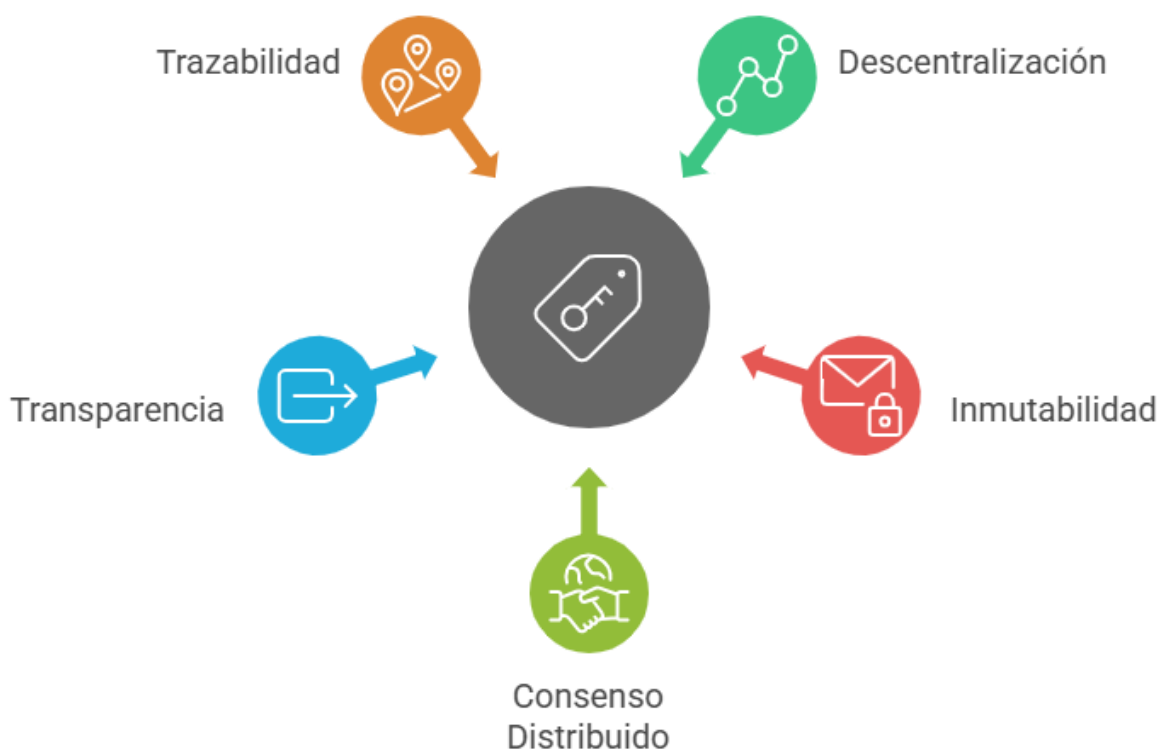 Trazabilidad
Descentralización
Transparencia
Inmutabilidad
Consenso
Distribuido